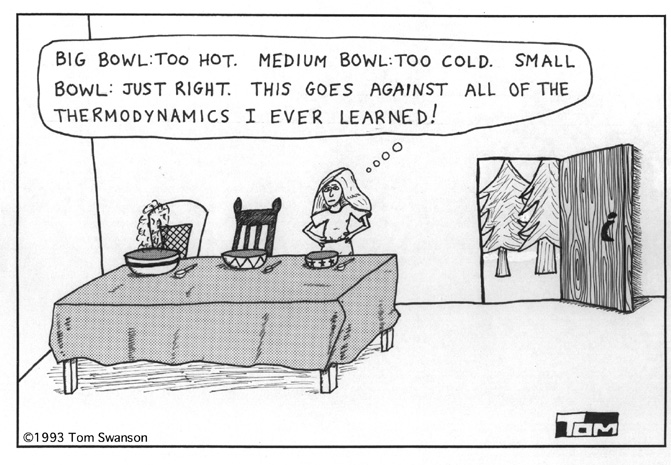 BIG BOWL:TOO HOT. MEDIUM BOWL:TOO COLD. SMALL
BOWL: JUST RIGHT. THIS GOES AGAINST ALL OF THE
THERMODYNAMICS I EVER LEARNED!
TOM
©1993 Tom Swanson